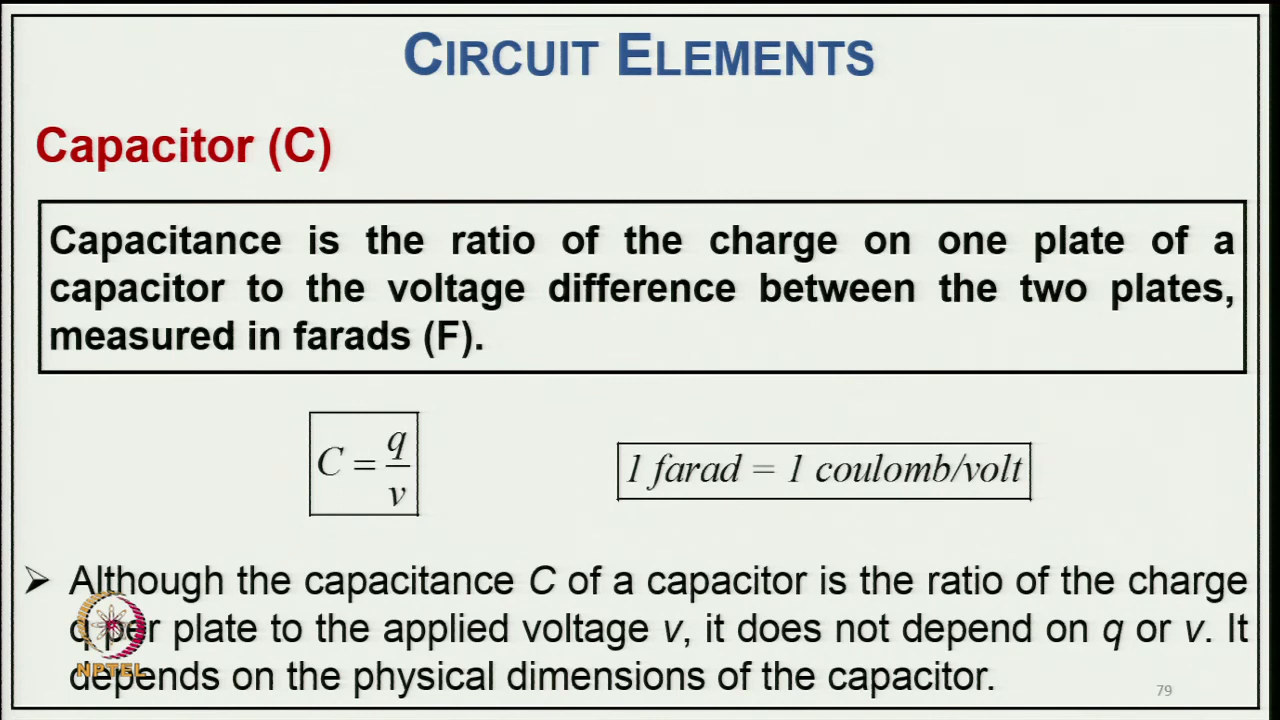 CIRCUIT ELEMENTS
Capacitor (C)
Capacitance is the ratio of the charge on one plate of a
capacitor to the voltage difference between the two plates,
measured in farads (F).
C = q/v
1 farad = 1 coulomb/volt
➢ Although the capacitance C of a capacitor is the ratio of the charge
q per plate to the applied voltage v, it does not depend on q or v. It
depends on the physical dimensions of the capacitor.
NPTEL
79